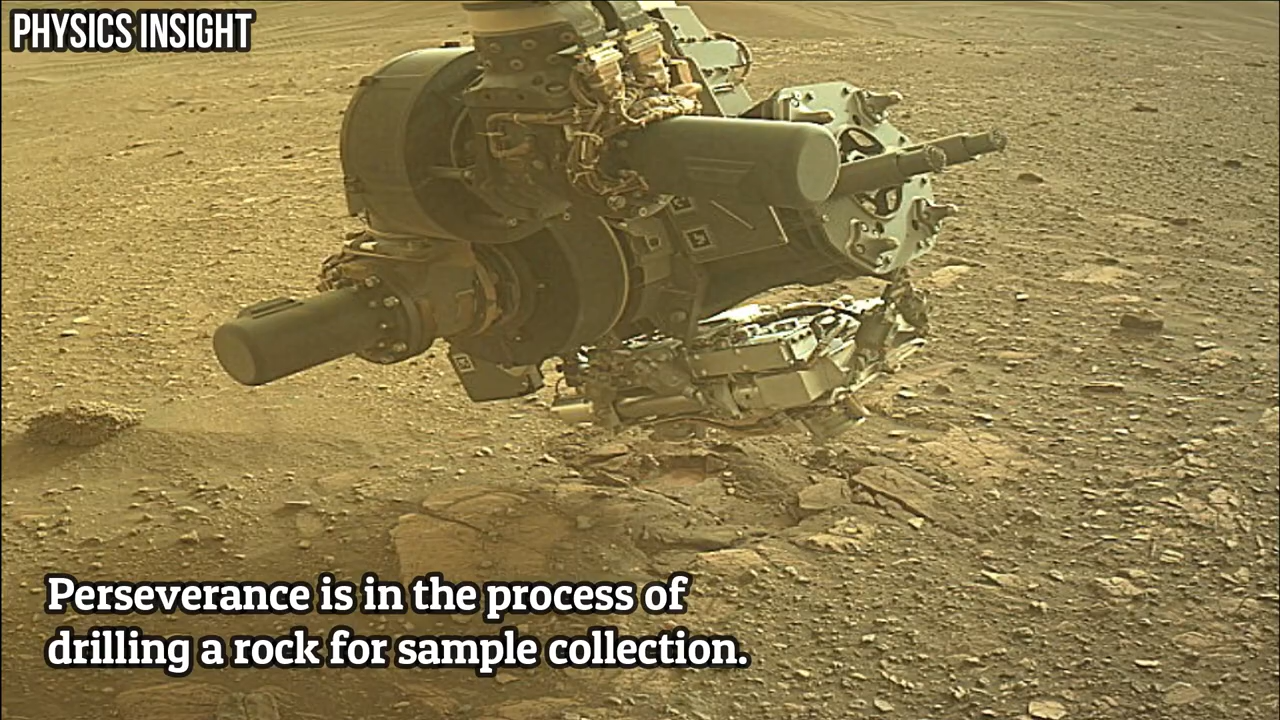 PHYSICS INSIGHT
Perseverance is in the process of
drilling a rock for sample collection.